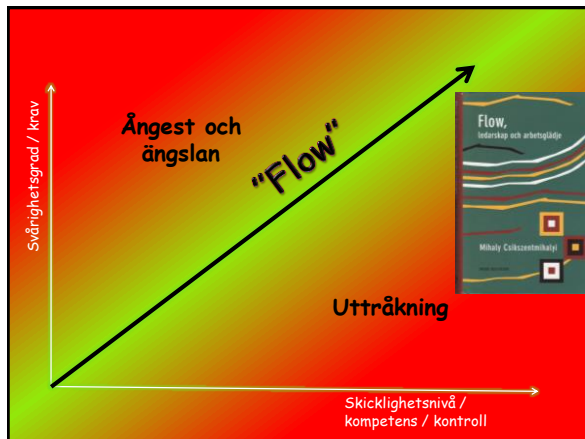 Svårighetsgrad / krav
Ångest och
ängslan
"Flow"
Flow,
ledarskap och arbetsglädje
Mihaly Csikszentmihalyi
Uttråkning
Skicklighetsnivå /
kompetens / kontroll